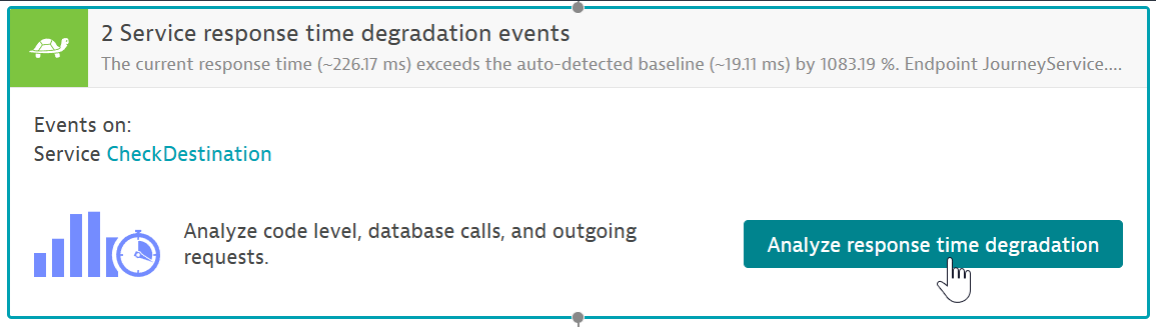 2 Service response time degradation events
The current response time (~226.17 ms) exceeds the auto-detected baseline (~19.11 ms) by 1083.19 %. Endpoint JourneyService....
Events on:
Service CheckDestination
Analyze code level, database calls, and outgoing
requests.
Analyze response time degradation